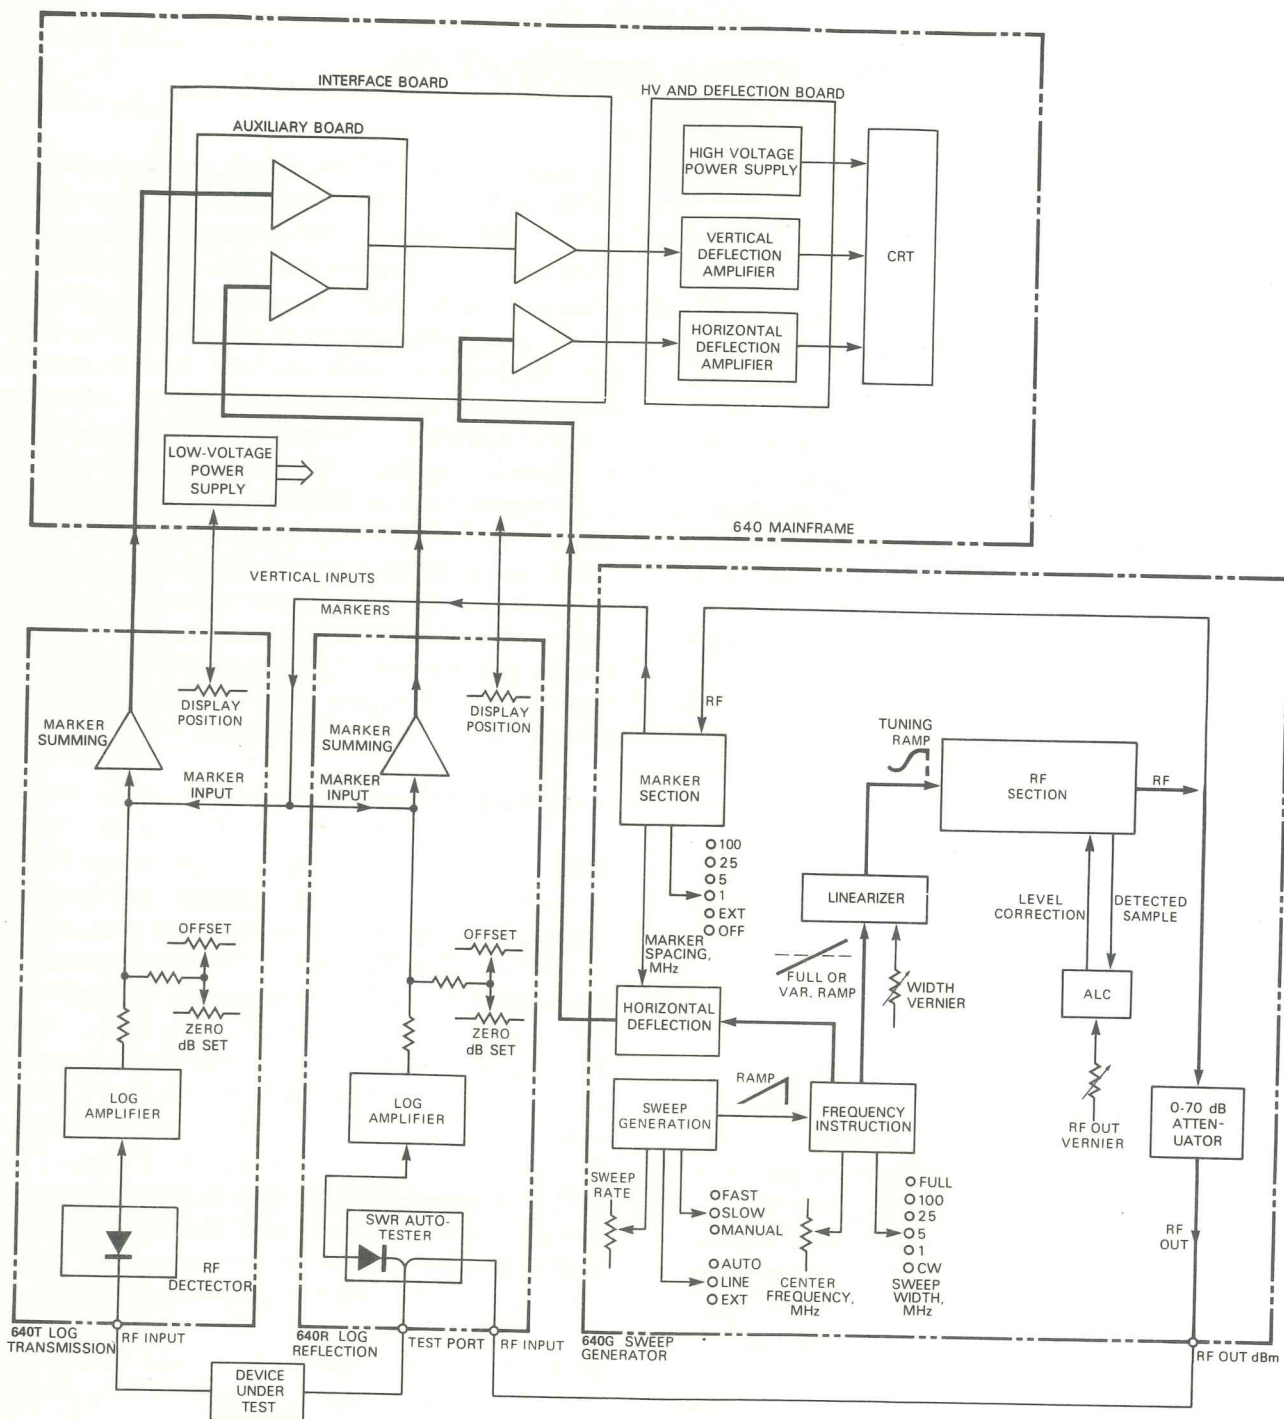 INTERFACE BOARD
HV AND DEFLECTION BOARD
AUXILIARY BOARD
HIGH VOLTAGE
POWER SUPPLY
VERTICAL
DEFLECTION
AMPLIFIER
CRT
HORIZONTAL
DEFLECTION
AMPLIFIER
LOW-VOLTAGE
POWER
SUPPLY
640 MAINFRAME
VERTICAL INPUTS
MARKERS
DISPLAY
POSITION
MARKER
SUMMING
MARKER
INPUT
MARKER
INPUT
MARKER
SUMMING
DISPLAY
POSITION
RF
MARKER
SECTION
TUNING
RAMP
RF
SECTION
RF
100
25
5
1
EXT
OFF
MARKER
SPACING,
MHz
LINEARIZER
LEVEL
CORRECTION
DETECTED
SAMPLE
OFFSET
ZERO
dB SET
OFFSET
ZERO
dB SET
FULL OR
VAR. RAMP
WIDTH
VERNIER
ALC
HORIZONTAL
DEFLECTION
LOG
AMPLIFIER
LOG
AMPLIFIER
SWEEP
GENERATION
RAMP
FREQUENCY
INSTRUCTION
RF OUT
VERNIER
0-70 dB
ATTEN-
UATOR
SWEEP
RATE
FAST
SLOW
MANUAL
AUTO
LINE
EXT
CENTER
FREQUENCY,
MHz
FULL
100
25
5
1
CW
SWEEP
WIDTH,
MHz
RF
OUT
RF
DECTECTOR
SWR AUTO-
TESTER
640T LOG
TRANSMISSION
RF INPUT
640R LOG
REFLECTION
TEST PORT
RF INPUT
640G SWEEP
GENERATOR
RF OUT dBm
DEVICE
UNDER
TEST